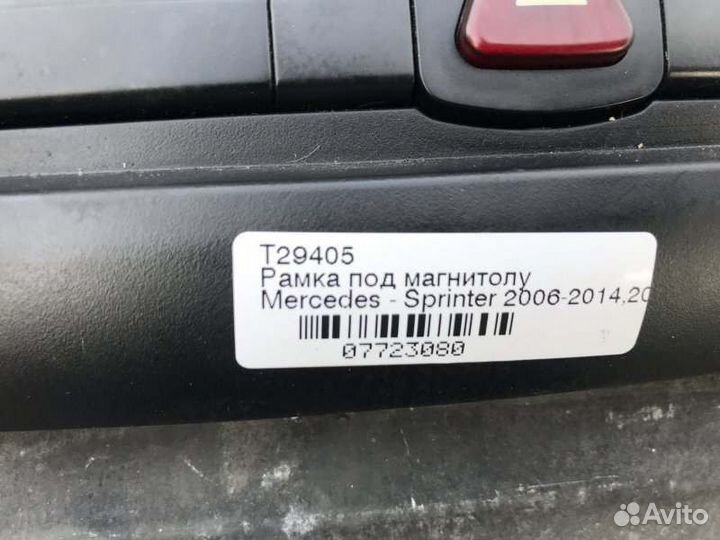 T29405
Рамка под магнитолу
Mercedes - Sprinter 2006-2014,20
07723080
Avito